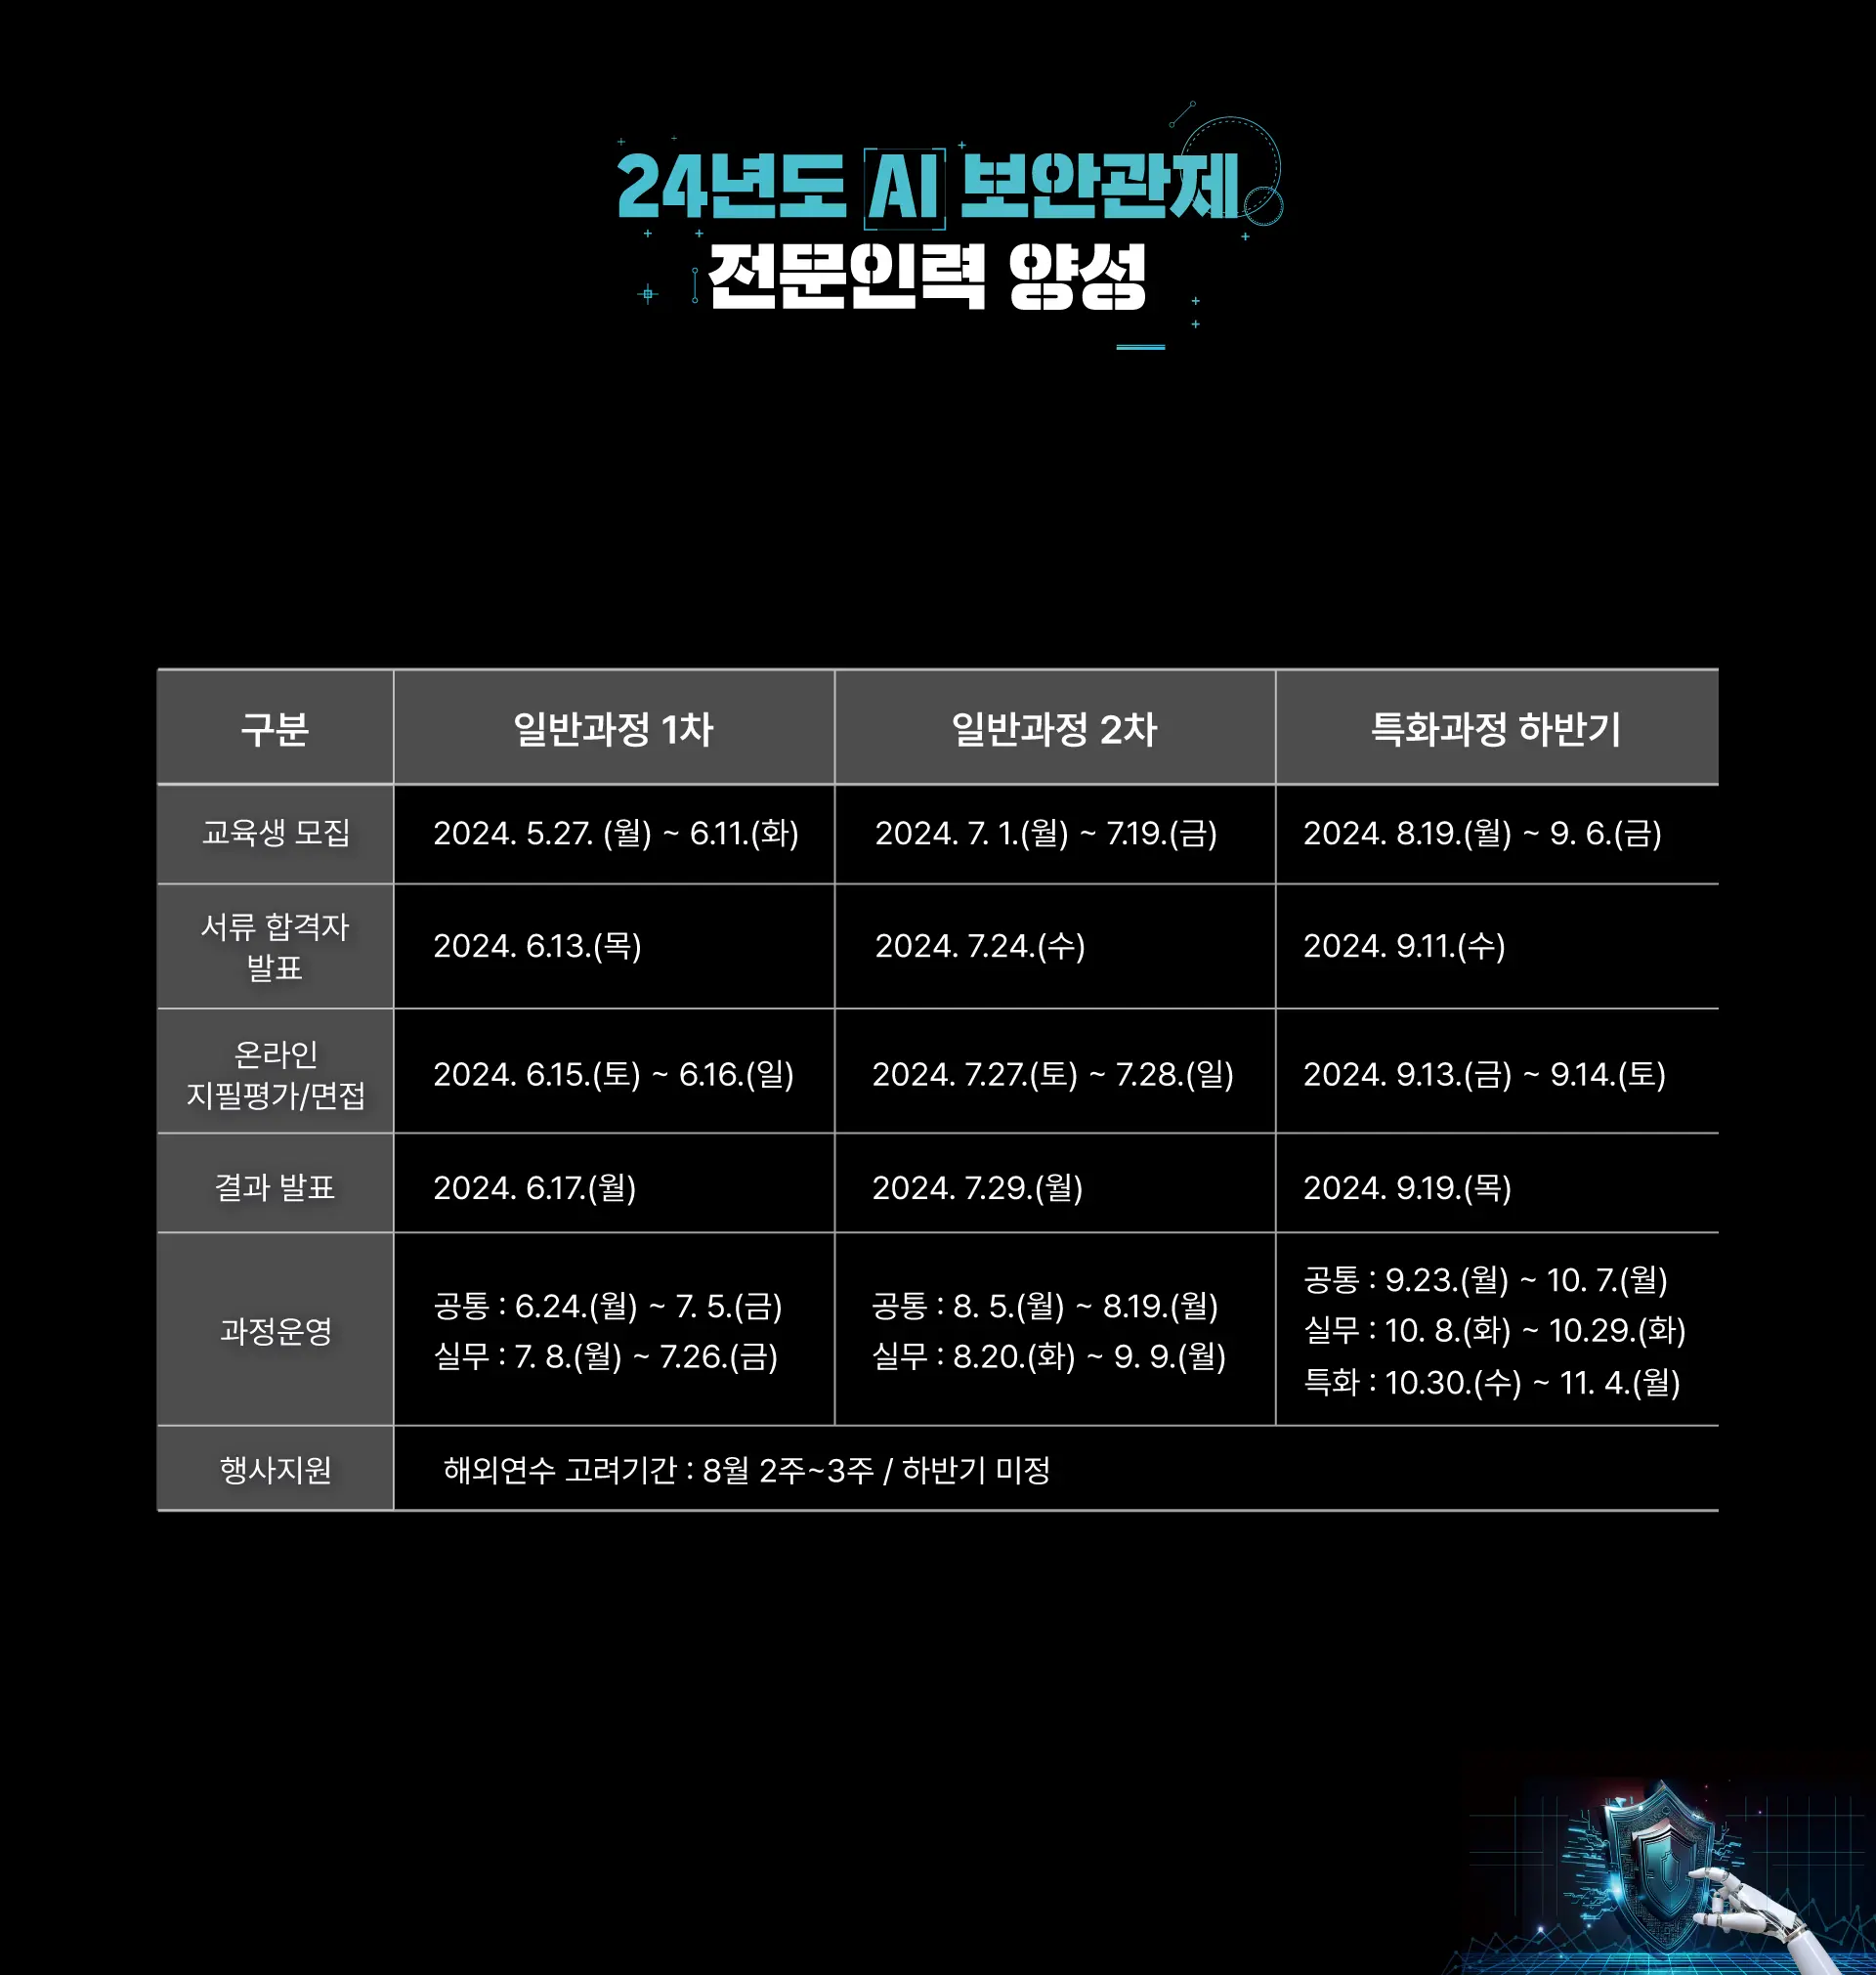 24년도 AI 보안관제
전문인력 양성
구분
일반과정 1차
일반과정 2차
특화과정 하반기
교육생 모집
2024. 5.27. (월) ~ 6.11.(화)
2024. 7. 1.(월) ~ 7.19.(금)
2024. 8.19.(월) ~ 9. 6.(금)
서류 합격자
발표
2024. 6.13.(목)
2024. 7.24.(수)
2024. 9.11.(수)
온라인
지필평가/면접
2024. 6.15.(토) ~ 6.16.(일)
2024. 7.27.(토) ~ 7.28.(일)
2024. 9.13.(금) ~ 9.14.(토)
결과 발표
2024. 6.17.(월)
2024. 7.29.(월)
2024. 9.19.(목)
과정운영
공통 : 6.24.(월) ~ 7. 5.(금)
실무 : 7. 8.(월) ~ 7.26.(금)
공통 : 8. 5.(월) ~ 8.19.(월)
실무 : 8.20.(화) ~ 9. 9.(월)
공통 : 9.23.(월) ~ 10. 7.(월)
실무 : 10. 8.(화) ~ 10.29.(화)
특화 : 10.30.(수) ~ 11. 4.(월)
행사지원
해외연수 고려기간 : 8월 2주~3주 / 하반기 미정